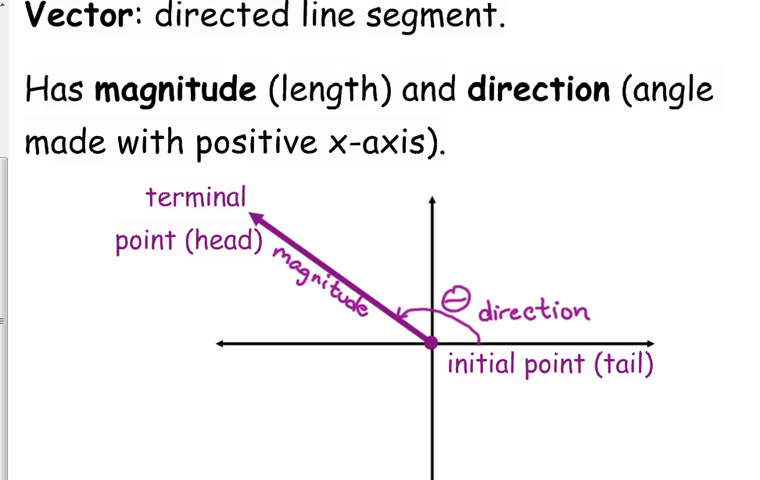 Vector: directed line segment.
Has magnitude (length) and direction (angle
made with positive x-axis).
terminal
point (head)
magnitude
Θ direction
initial point (tail)